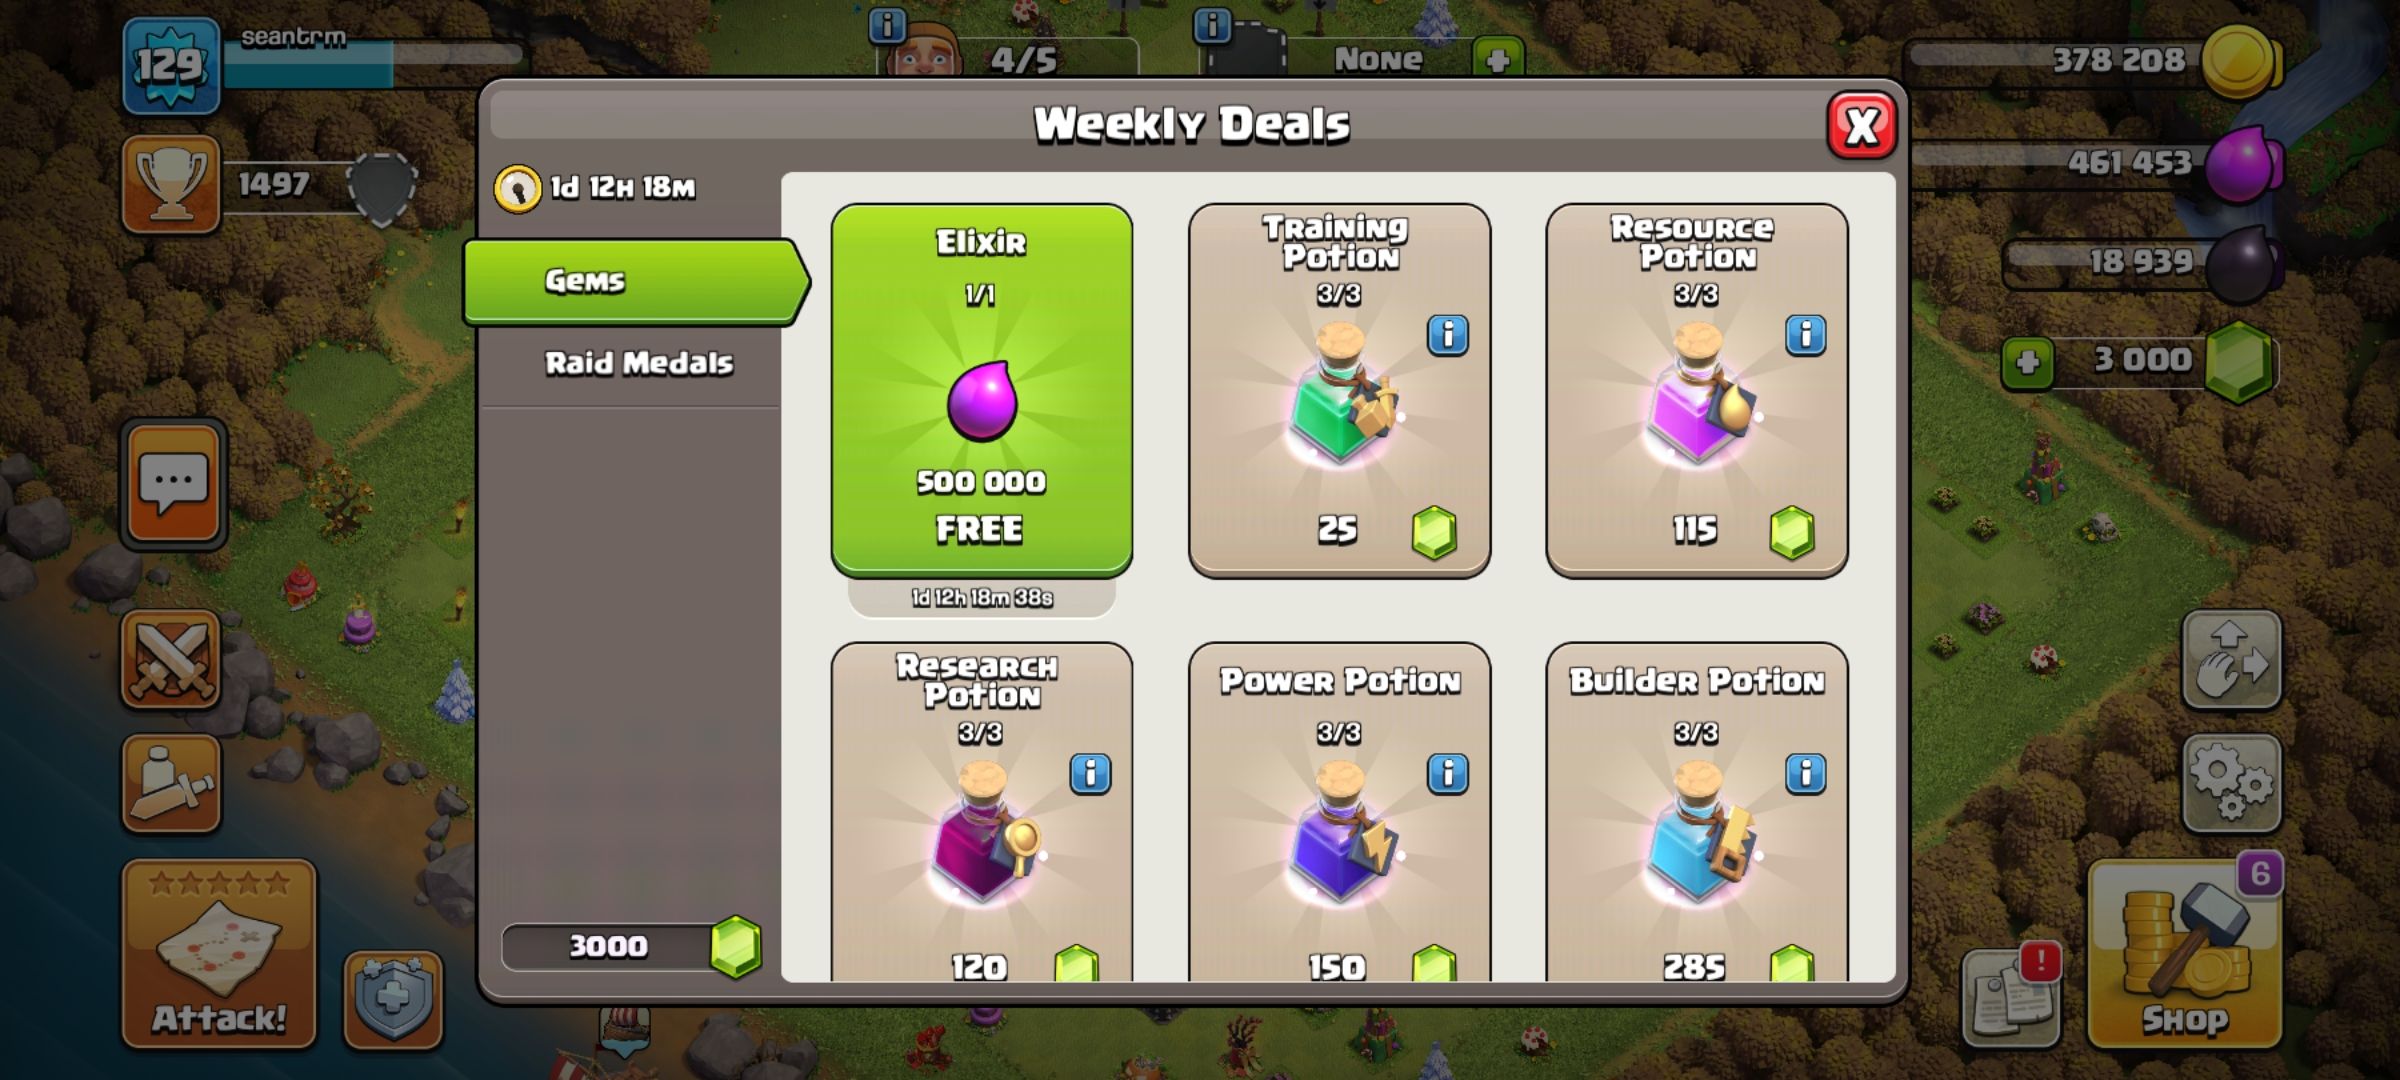 129
seantrm
4/5
None
378 208
Weekly Deals
X
1497
1d 12H 18M
461 453
Gems
Raid Medals
18 939
3 000
Elixir
1/1
500 000
FREE
1d 12h 18m 38s
Training
Potion
3/3
25
Resource
Potion
3/3
115
Research
Potion
3/3
120
Power Potion
3/3
150
Builder Potion
3/3
285
3000
Attack!
6
!
Shop